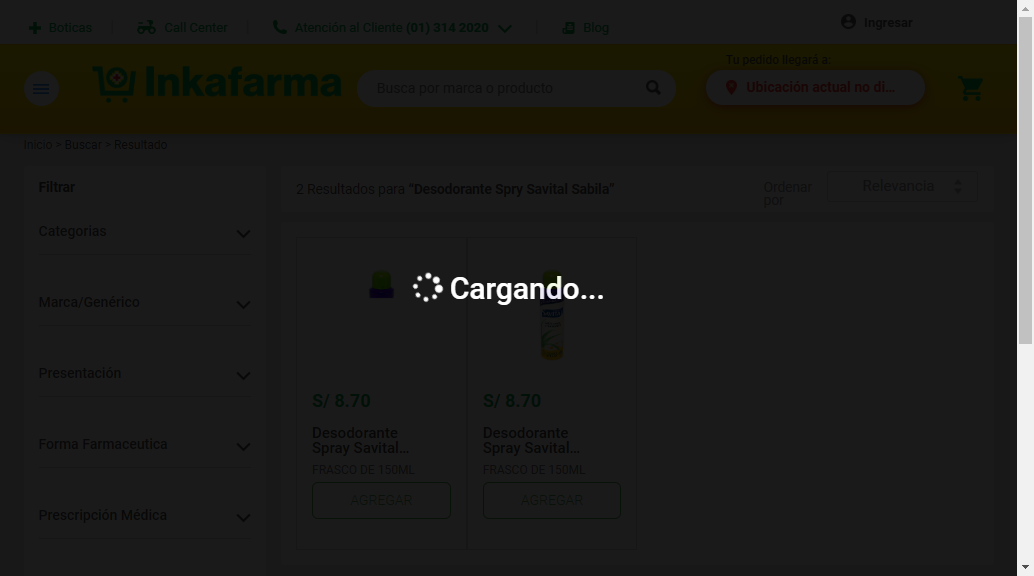 Boticas
Call Center
Atención al Cliente (01) 314 2020
Blog
Ingresar
Inkafarma
Busca por marca o producto
Tu pedido llegará a:
Ubicación actual no di...
Inicio > Buscar > Resultado
Filtrar
Categorias
Marca/Genérico
Presentación
Forma Farmaceutica
Prescripción Médica
2 Resultados para “Desodorante Spry Savital Sabila”
Ordenar
por
Relevancia
Cargando...
S/ 8.70
Desodorante
Spray Savital...
FRASCO DE 150ML
AGREGAR
S/ 8.70
Desodorante
Spray Savital...
FRASCO DE 150ML
AGREGAR